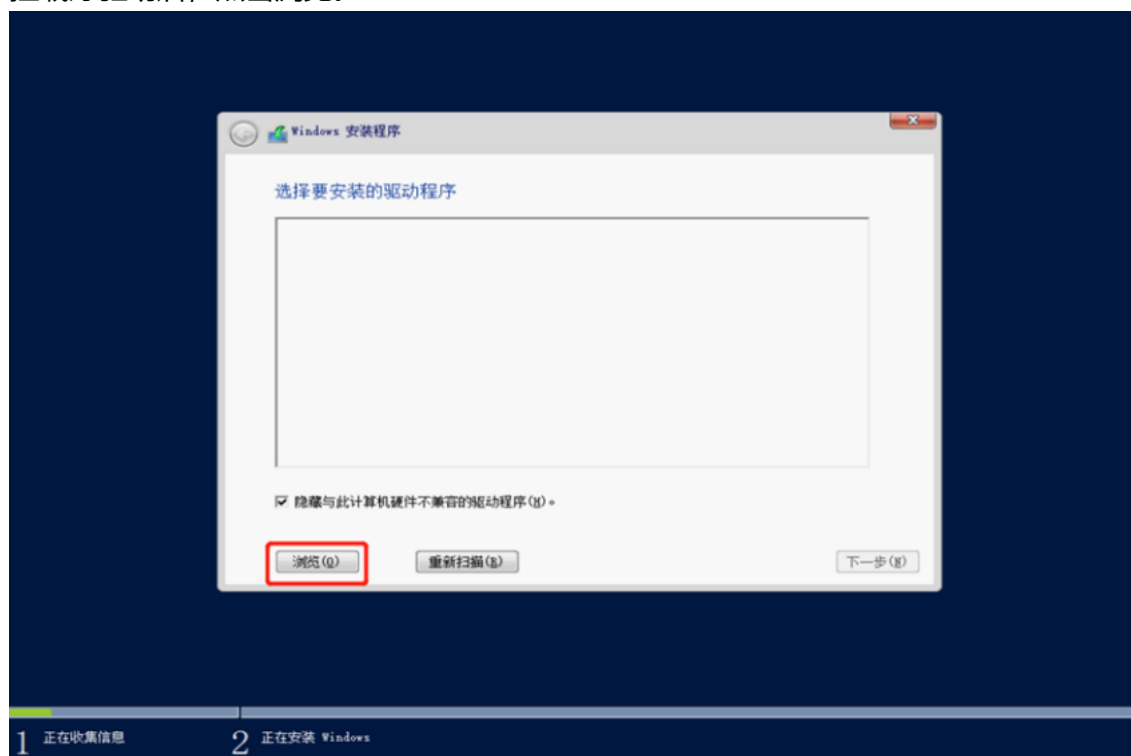 Windows 安装程序
选择要安装的驱动程序
隐藏与此计算机硬件不兼容的驱动程序(H)。
浏览(O) 重新扫描(R) 下一步(N)
1 正在收集信息 2 正在安装 Windows